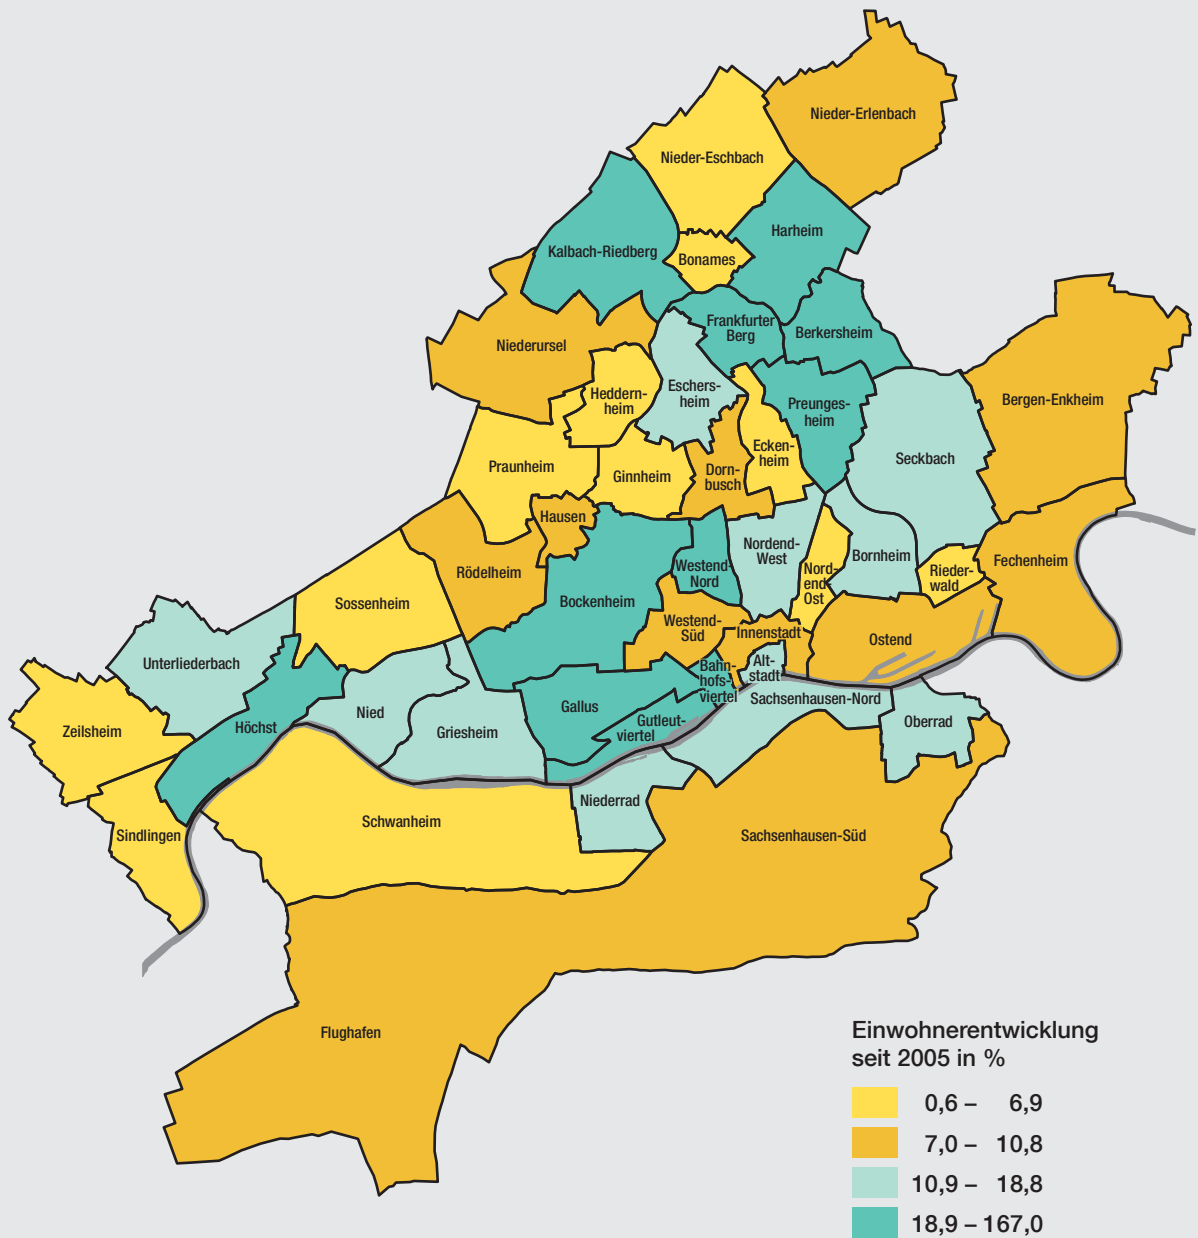 Nieder-Erlenbach
Nieder-Eschbach
Harheim
Kalbach-Riedberg
Bonames
Frankfurter
Berg
Berkersheim
Niederursel
Heddern-
heim
Eschers-
heim
Preunges-
heim
Bergen-Enkheim
Ecken-
heim
Seckbach
Praunheim
Ginnheim
Dorn-
busch
Hausen
Nordend-
West
Bornheim
Fechenheim
Rödelheim
Westend-
Nord
Nord-
end-
Ost
Rieder-
wald
Sossenheim
Bockenheim
Westend-
Süd
Innenstadt
Ostend
Unterliederbach
Bahn-
hofs-
viertel
Alt-
stadt
Sachsenhausen-Nord
Zeilsheim
Höchst
Nied
Griesheim
Gallus
Gutleut-
viertel
Oberrad
Niederrad
Sindlingen
Schwanheim
Sachsenhausen-Süd
Flughafen
Einwohnerentwicklung
seit 2005 in %
0,6 – 6,9
7,0 – 10,8
10,9 – 18,8
18,9 – 167,0